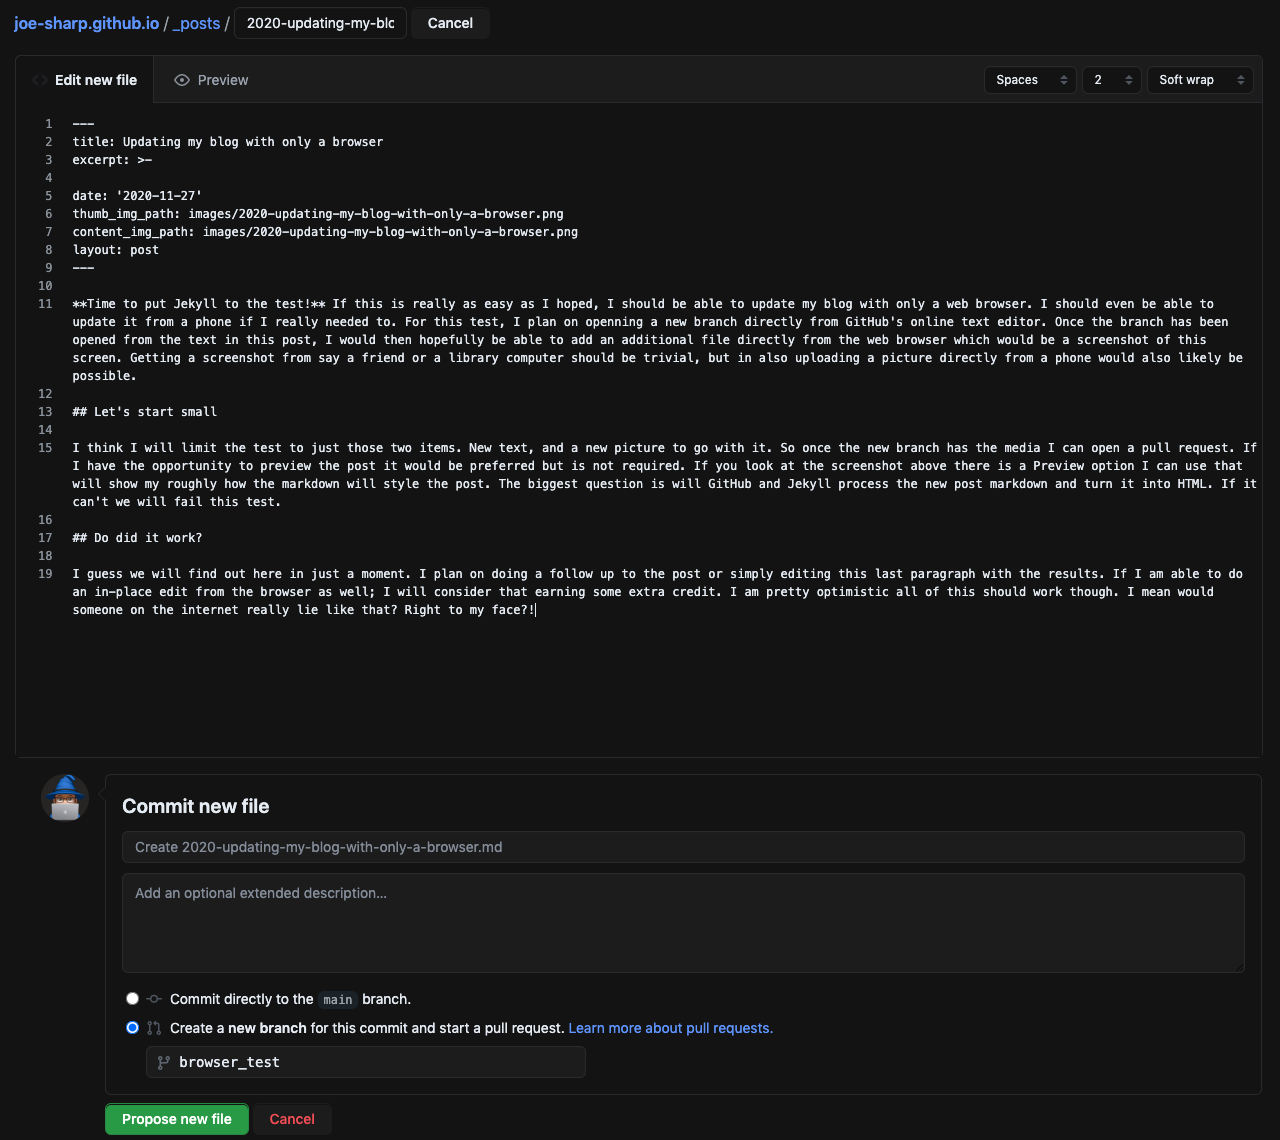 joe-sharp.github.io / _posts / 2020-updating-my-blo Cancel
Edit new file Preview Spaces 2 Soft wrap
1 ---
2 title: Updating my blog with only a browser
3 excerpt: >-
4
5 date: '2020-11-27'
6 thumb_img_path: images/2020-updating-my-blog-with-only-a-browser.png
7 content_img_path: images/2020-updating-my-blog-with-only-a-browser.png
8 layout: post
9 ---
10
11 **Time to put Jekyll to the test!** If this is really as easy as I hoped, I should be able to update my blog with only a web browser. I should even be able to
update it from a phone if I really needed to. For this test, I plan on openning a new branch directly from GitHub's online text editor. Once the branch has been
opened from the text in this post, I would then hopefully be able to add an additional file directly from the web browser which would be a screenshot of this
screen. Getting a screenshot from say a friend or a library computer should be trivial, but in also uploading a picture directly from a phone would also likely be
possible.
12
13 ## Let's start small
14
15 I think I will limit the test to just those two items. New text, and a new picture to go with it. So once the new branch has the media I can open a pull request. If
I have the opportunity to preview the post it would be preferred but is not required. If you look at the screenshot above there is a Preview option I can use that
will show my roughly how the markdown will style the post. The biggest question is will GitHub and Jekyll process the new post markdown and turn it into HTML. If it
can't we will fail this test.
16
17 ## Do did it work?
18
19 I guess we will find out here in just a moment. I plan on doing a follow up to the post or simply editing this last paragraph with the results. If I am able to do
an in-place edit from the browser as well; I will consider that earning some extra credit. I am pretty optimistic all of this should work though. I mean would
someone on the internet really lie like that? Right to my face?!
Commit new file
Create 2020-updating-my-blog-with-only-a-browser.md
Add an optional extended description...
Commit directly to the main branch.
Create a new branch for this commit and start a pull request. Learn more about pull requests.
browser_test
Propose new file Cancel